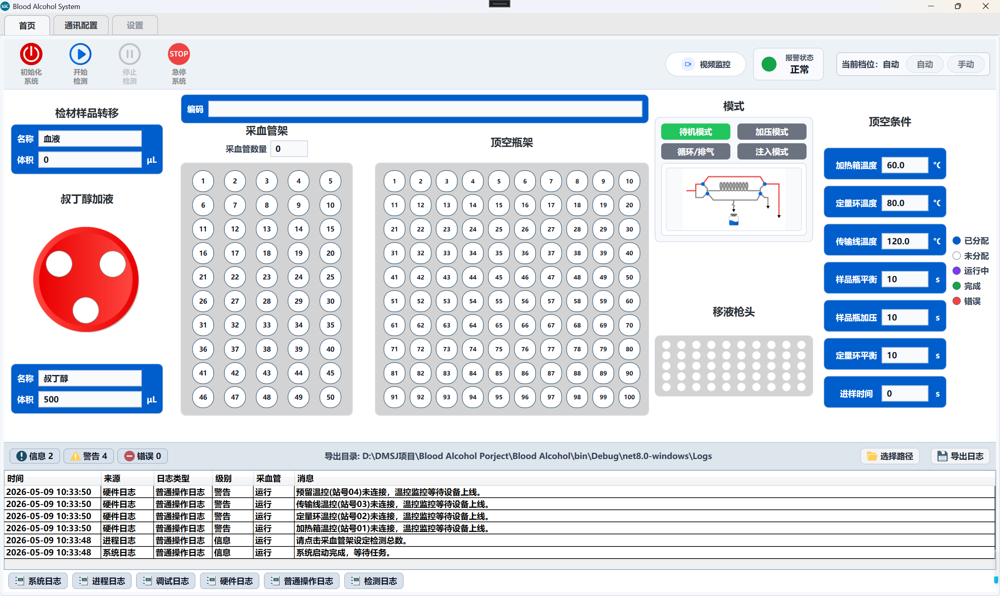 LGC Blood Alcohol System
首页 通讯配置 设置
STOP
初始化系统 开始检测 停止检测 急停系统
视频监控
报警状态
正常
当前档位：自动 自动 手动
检材样品转移
名称 血液
体积 0 μL
叔丁醇加液
名称 叔丁醇
体积 500 μL
编码
采血管架
采血管数量 0
1 2 3 4 5
6 7 8 9 10
11 12 13 14 15
16 17 18 19 20
21 22 23 24 25
26 27 28 29 30
31 32 33 34 35
36 37 38 39 40
41 42 43 44 45
46 47 48 49 50
顶空瓶架
1 2 3 4 5 6 7 8 9 10
11 12 13 14 15 16 17 18 19 20
21 22 23 24 25 26 27 28 29 30
31 32 33 34 35 36 37 38 39 40
41 42 43 44 45 46 47 48 49 50
51 52 53 54 55 56 57 58 59 60
61 62 63 64 65 66 67 68 69 70
71 72 73 74 75 76 77 78 79 80
81 82 83 84 85 86 87 88 89 90
91 92 93 94 95 96 97 98 99 100
模式
待机模式 加压模式
循环/排气 注入模式
移液枪头
顶空条件
加热箱温度 60.0 ℃
定量环温度 80.0 ℃
传输线温度 120.0 ℃
样品瓶平衡 10 s
样品瓶加压 10 s
定量环平衡 10 s
进样时间 0 s
已分配
未分配
运行中
完成
错误
信息 2 警告 4 错误 0 导出目录: D:\DMSJ项目\Blood Alcohol Porject\Blood Alcohol\bin\Debug\net8.0-windows\Logs 选择路径 导出日志
时间 来源 日志类型 级别 采血管 消息
2026-05-09 10:33:50 硬件日志 普通操作日志 警告 运行 预留温控(站号04)未连接，温控监控等待设备上线。
2026-05-09 10:33:50 硬件日志 普通操作日志 警告 运行 传输线温控(站号03)未连接，温控监控等待设备上线。
2026-05-09 10:33:50 硬件日志 普通操作日志 警告 运行 定量环温控(站号02)未连接，温控监控等待设备上线。
2026-05-09 10:33:50 硬件日志 普通操作日志 警告 运行 加热箱温控(站号01)未连接，温控监控等待设备上线。
2026-05-09 10:33:48 进程日志 普通操作日志 信息 运行 请点击采血管架设定检测总数。
2026-05-09 10:33:48 系统日志 普通操作日志 信息 运行 系统启动完成，等待任务。
系统日志 进程日志 调试日志 硬件日志 普通操作日志 检测日志